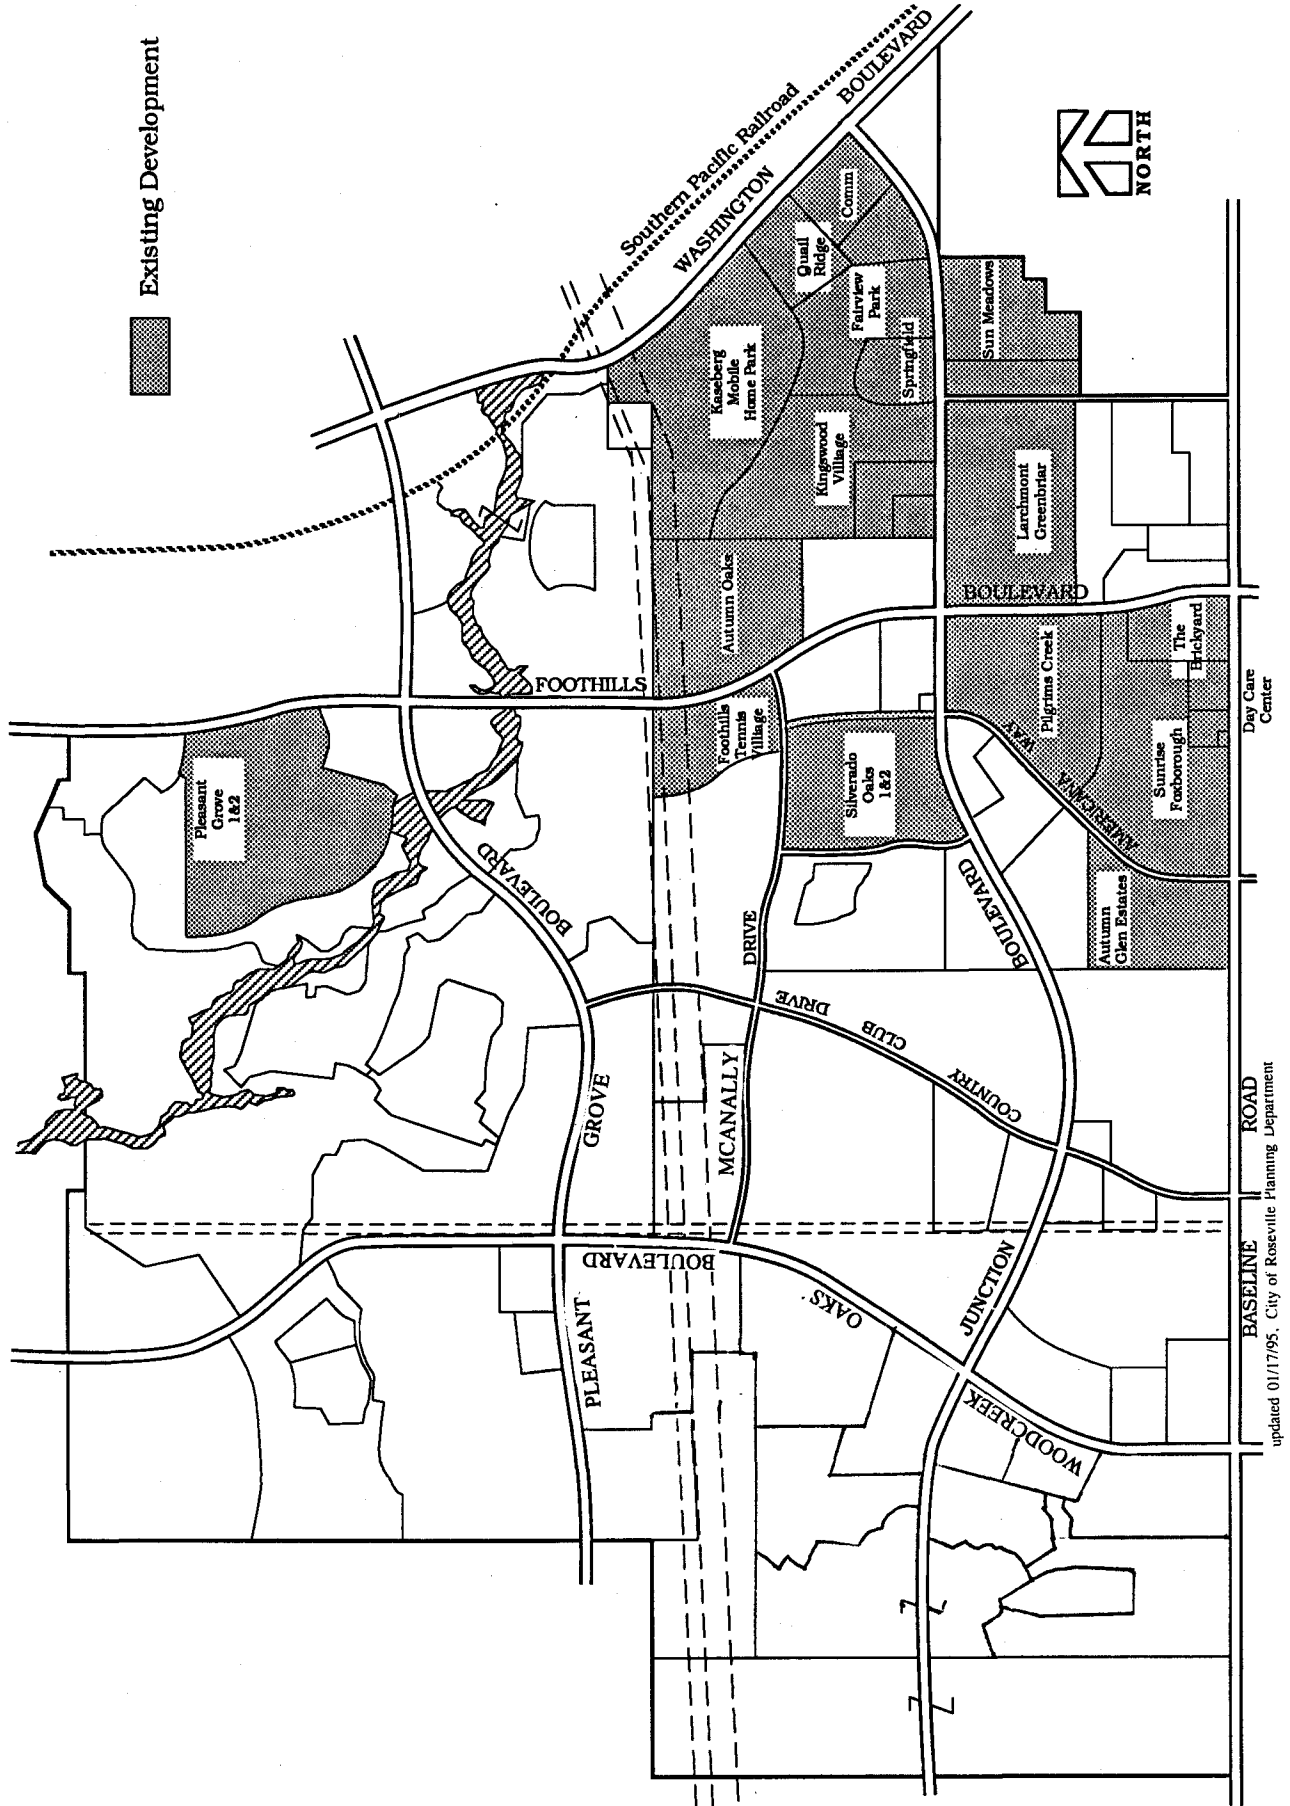 Existing Development
Southern Pacific Railroad
WASHINGTON
BOULEVARD
NORTH
Comm
Quail
Ridge
Fairview
Park
Springfield
Sun Meadows
Kaseberg
Mobile
Home Park
Kingswood
Villiage
Larchmont
Greenbriar
Autumn Oaks
BOULEVARD
FOOTHILLS
Foothills
Tennis
Villiage
Pilgrims Creek
The
Brickyard
Day Care
Center
Pleasant
Grove
1&2
Silverado
Oaks
1&2
WAY
AMERICANA
Sunrise
Foxborough
Autumn
Glen Estates
BOULEVARD
DRIVE
BOULEVARD
DRIVE
CLUB
COUNTRY
GROVE
MCANALLY
ROAD
BOULEVARD
OAKS
JUNCTION
BASELINE
PLEASANT
WOODCREEK
updated 01/17/95, City of Roseville Planning Department